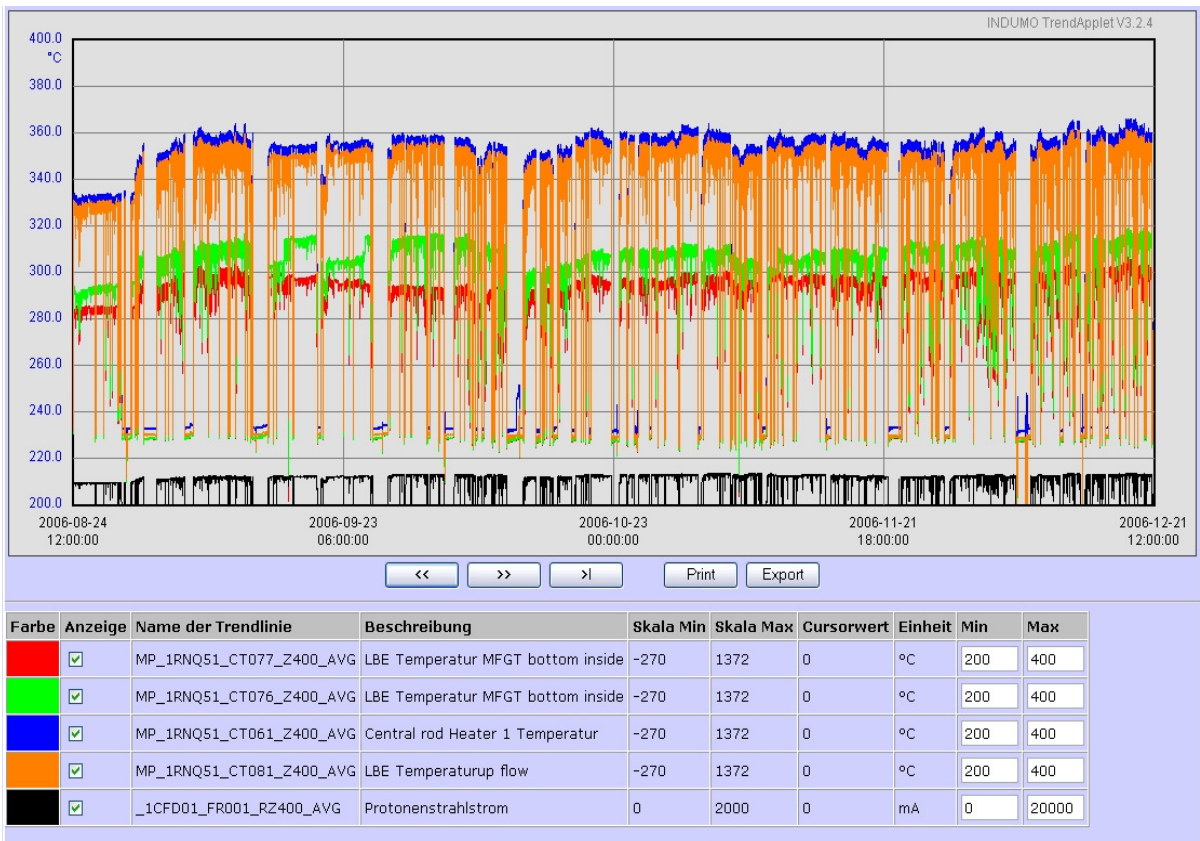 INDUMO TrendApplet V3.2.4
400.0
°C
380.0
360.0
340.0
320.0
300.0
280.0
260.0
240.0
220.0
200.0
2006-08-24 2006-09-23 2006-10-23 2006-11-21 2006-12-21
12:00:00 06:00:00 00:00:00 18:00:00 12:00:00
<< >> >| Print Export
Farbe Anzeige Name der Trendlinie Beschreibung Skala Min Skala Max Cursorwert Einheit Min Max
MP_1RNQ51_CT077_Z400_AVG LBE Temperatur MFGT bottom inside -270 1372 0 °C 200 400
MP_1RNQ51_CT076_Z400_AVG LBE Temperatur MFGT bottom inside -270 1372 0 °C 200 400
MP_1RNQ51_CT061_Z400_AVG Central rod Heater 1 Temperatur -270 1372 0 °C 200 400
MP_1RNQ51_CT081_Z400_AVG LBE Temperaturup flow -270 1372 0 °C 200 400
_1CFD01_FR001_RZ400_AVG Protonenstrahlstrom 0 2000 0 mA 0 20000